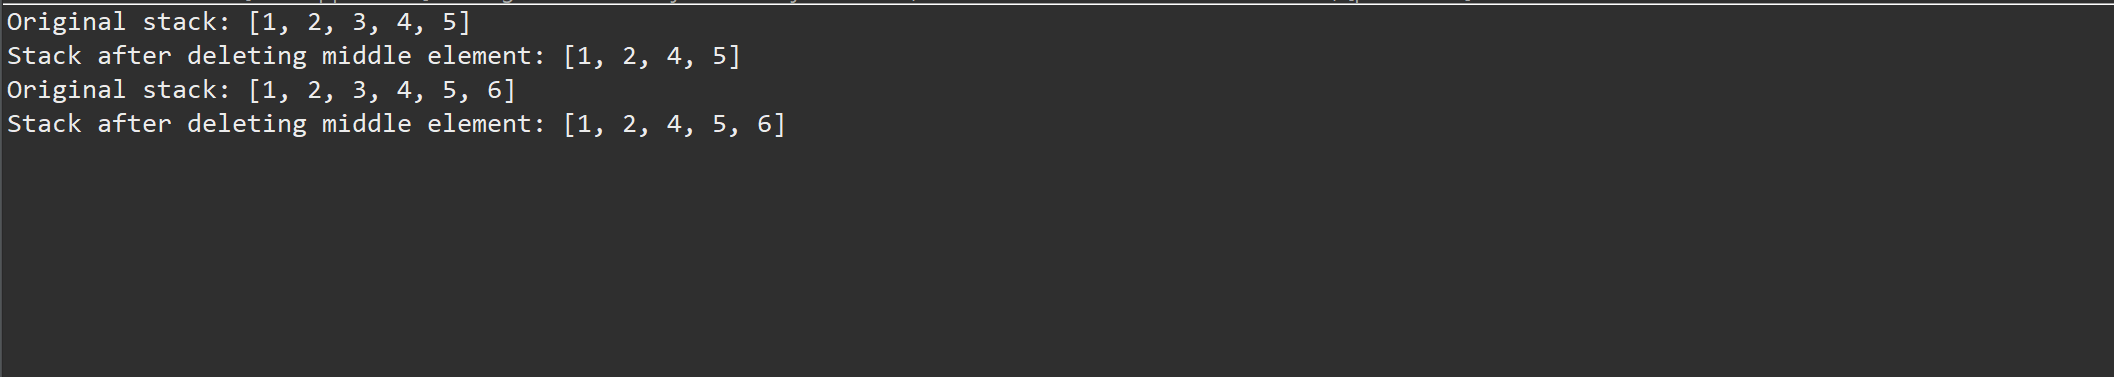 Original stack: [1, 2, 3, 4, 5]
Stack after deleting middle element: [1, 2, 4, 5]
Original stack: [1, 2, 3, 4, 5, 6]
Stack after deleting middle element: [1, 2, 4, 5, 6]